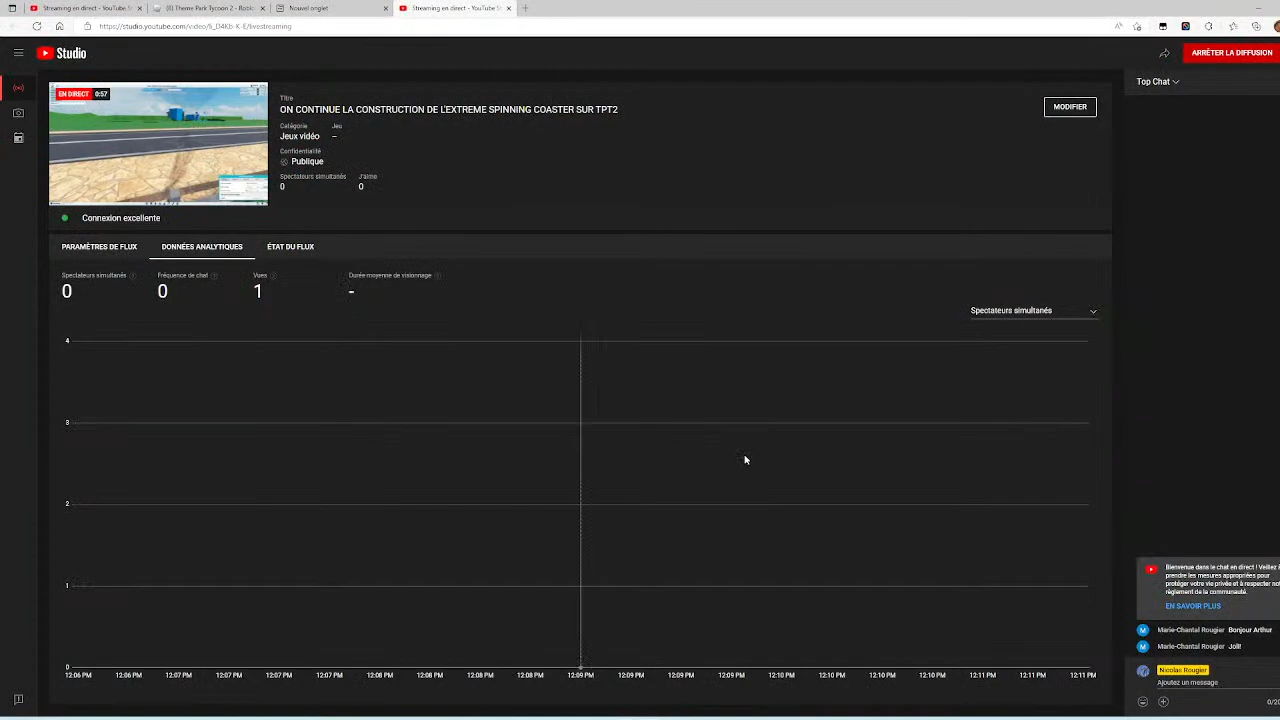 Streaming en direct - YouTube S
(I) Theme Park Tycoon 2 - Roblo
Nouvel onglet
Streaming en direct - YouTube S
https://studio.youtube.com/video/li_D4Kb-X-E/livestreaming
Studio
ARRÊTER LA DIFFUSION
Top Chat
EN DIRECT 0:57
Titre
ON CONTINUE LA CONSTRUCTION DE L'EXTREME SPINNING COASTER SUR TPT2
MODIFIER
Catégorie Jeu
Jeux vidéo –
Confidentialité
Publique
Spectateurs simultanés J'aime
0 0
Connexion excellente
PARAMÈTRES DE FLUX DONNÉES ANALYTIQUES ÉTAT DU FLUX
Spectateurs simultanés Fréquence de chat Vues Durée moyenne de visionnage
0 0 1 -
Spectateurs simultanés
4
3
2
1
0
12:06 PM 12:06 PM 12:07 PM 12:07 PM 12:07 PM 12:07 PM 12:08 PM 12:08 PM 12:08 PM 12:08 PM 12:09 PM 12:09 PM 12:09 PM 12:09 PM 12:10 PM 12:10 PM 12:10 PM 12:10 PM 12:11 PM 12:11 PM 12:11 PM
Bienvenue dans le chat en direct ! Veillez
prendre les mesures appropriées pour
protéger votre vie privée et à respecter
règlement de la communauté.
EN SAVOIR PLUS
Marie-Chantal Rougier Bonjour Arthur
Marie-Chantal Rougier Joli!
Nicolas Rougier
Ajoutez un message
0/20